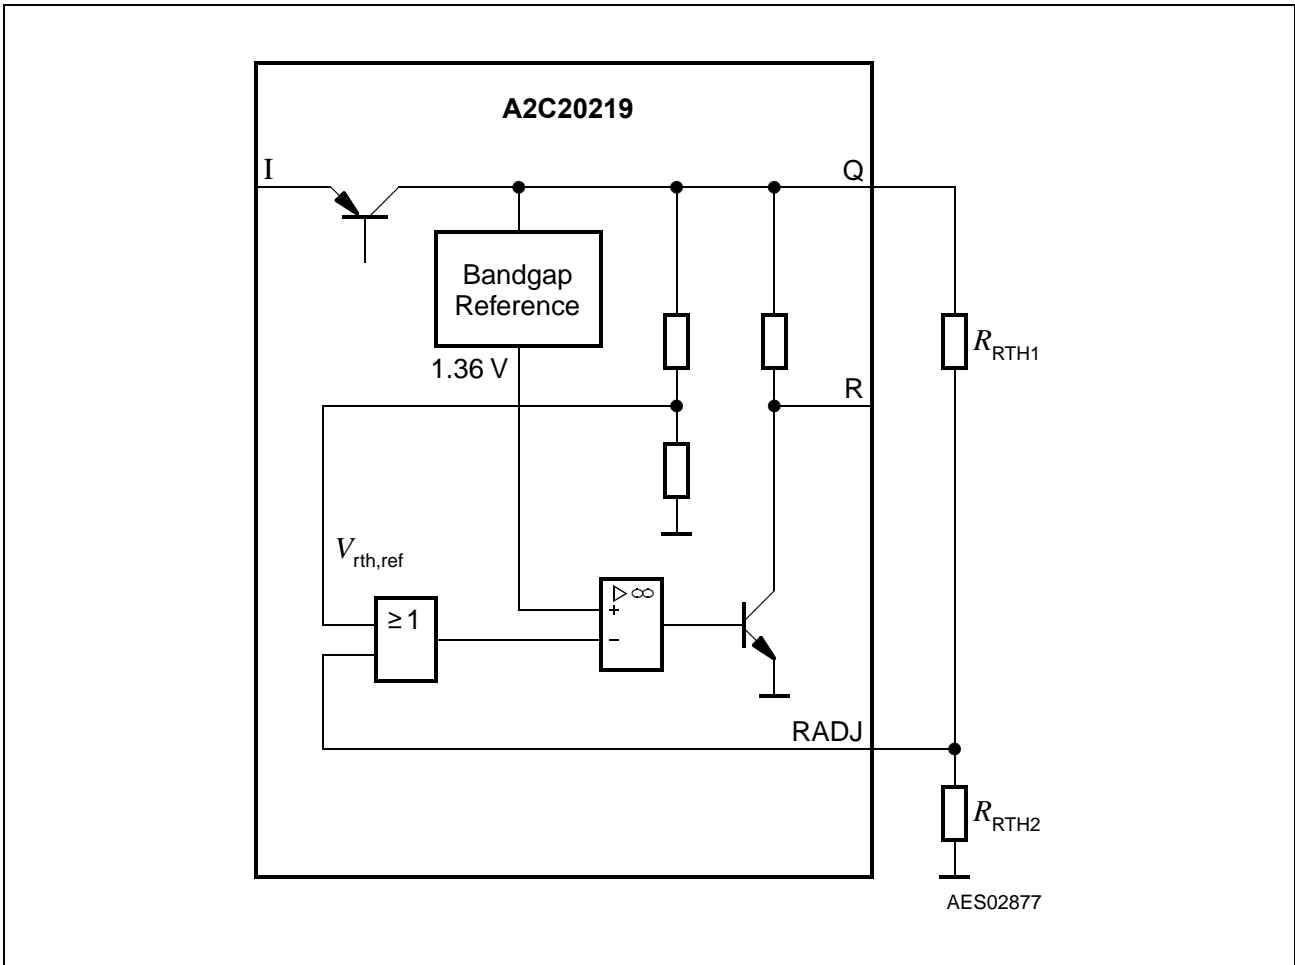 A2C20219
I
Q
Bandgap
Reference
1.36 V
R
RRTH1
Vrth,ref
≥1
▷∞
+
−
RADJ
RRTH2
AES02877